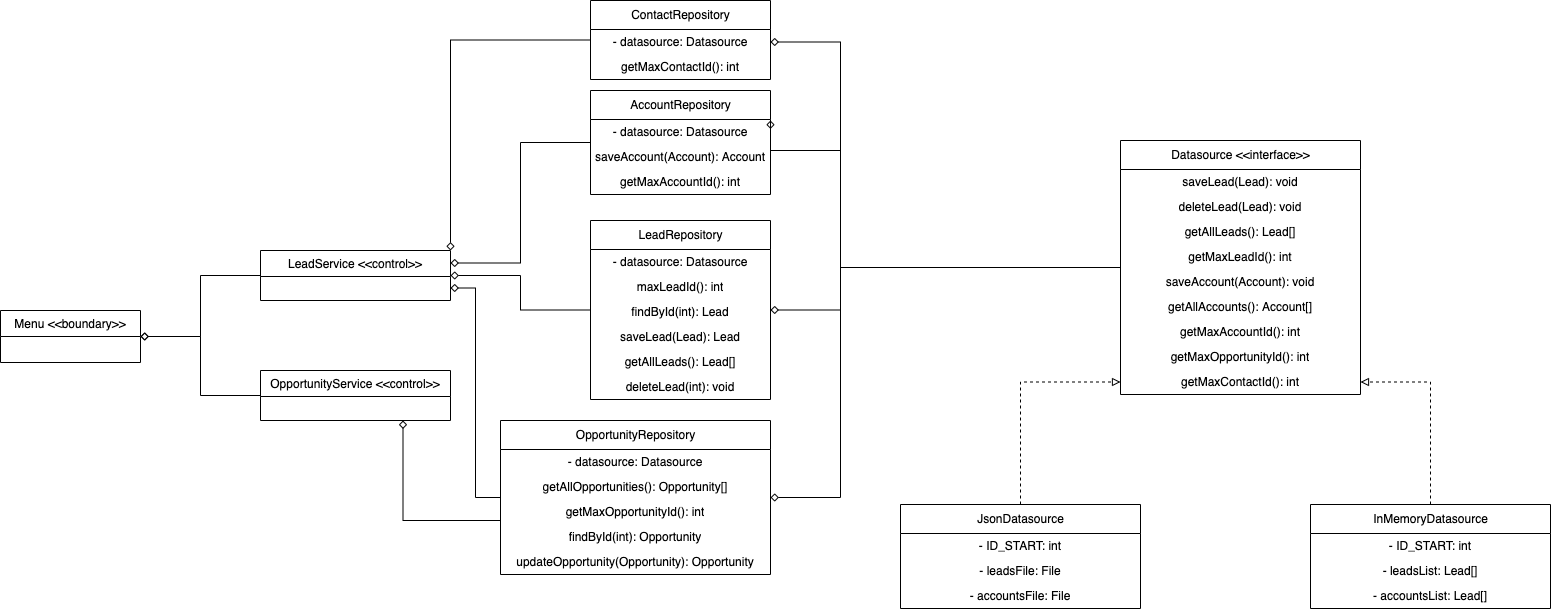 ContactRepository
- datasource: Datasource
getMaxContactId(): int
AccountRepository
- datasource: Datasource
saveAccount(Account): Account
getMaxAccountId(): int
LeadRepository
- datasource: Datasource
maxLeadId(): int
findById(int): Lead
saveLead(Lead): Lead
getAllLeads(): Lead[]
deleteLead(int): void
OpportunityRepository
- datasource: Datasource
getAllOpportunities(): Opportunity[]
getMaxOpportunityId(): int
findById(int): Opportunity
updateOpportunity(Opportunity): Opportunity
LeadService <<control>>
OpportunityService <<control>>
Menu <<boundary>>
Datasource <<interface>>
saveLead(Lead): void
deleteLead(Lead): void
getAllLeads(): Lead[]
getMaxLeadId(): int
saveAccount(Account): void
getAllAccounts(): Account[]
getMaxAccountId(): int
getMaxOpportunityId(): int
getMaxContactId(): int
JsonDatasource
- ID_START: int
- leadsFile: File
- accountsFile: File
InMemoryDatasource
- ID_START: int
- leadsList: Lead[]
- accountsList: Lead[]